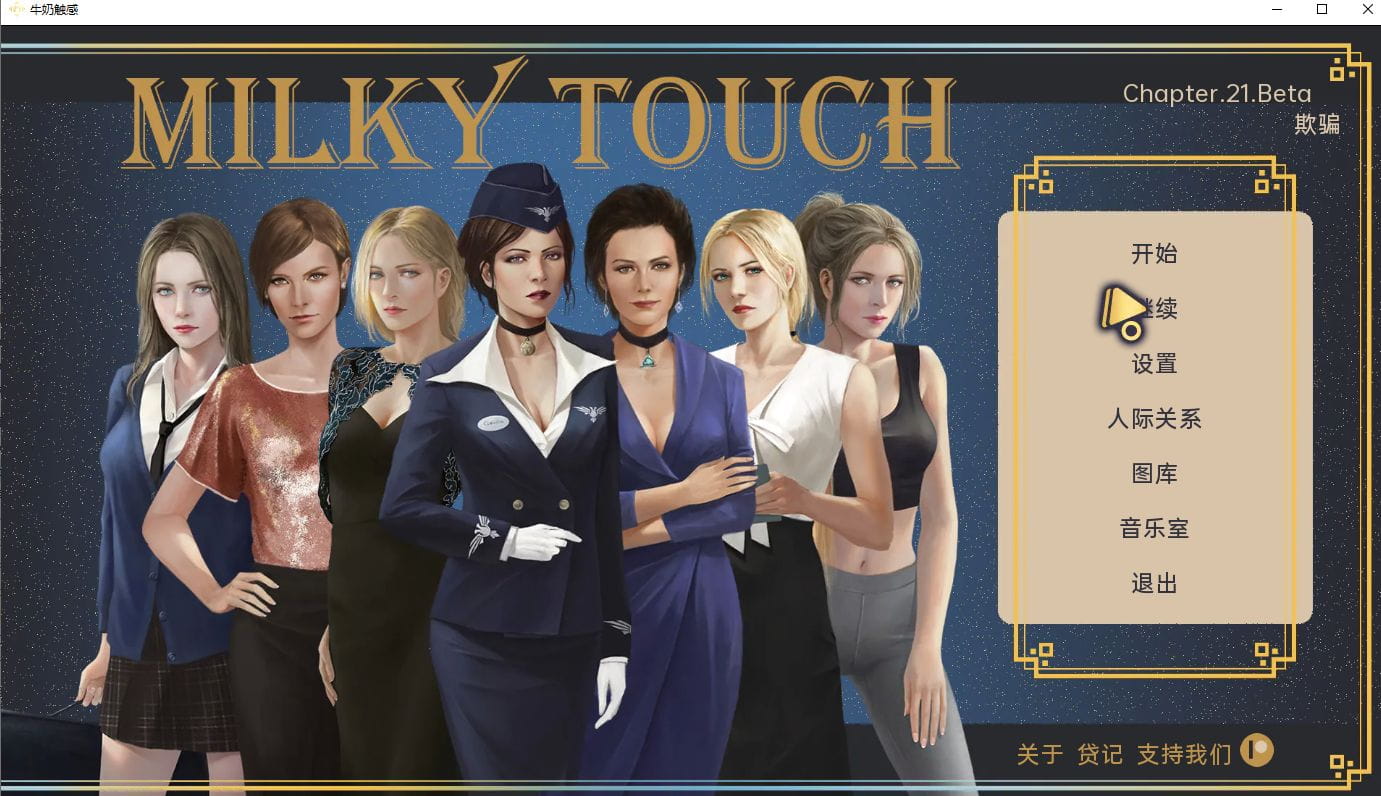 牛奶触感
MILKY TOUCH
Chapter.21.Beta
欺骗
开始
续
设置
人际关系
图库
音乐室
退出
关于 贷记 支持我们